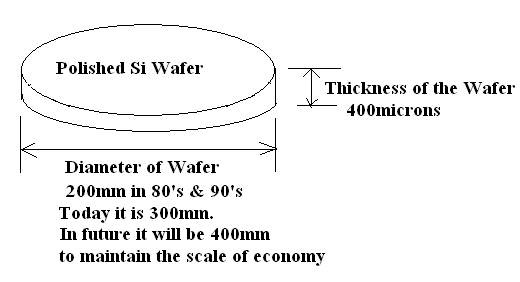 Polished Si Wafer
Thickness of the Wafer
400microns
Diameter of Wafer
200mm in 80's & 90's
Today it is 300mm.
In future it will be 400mm
to maintain the scale of economy